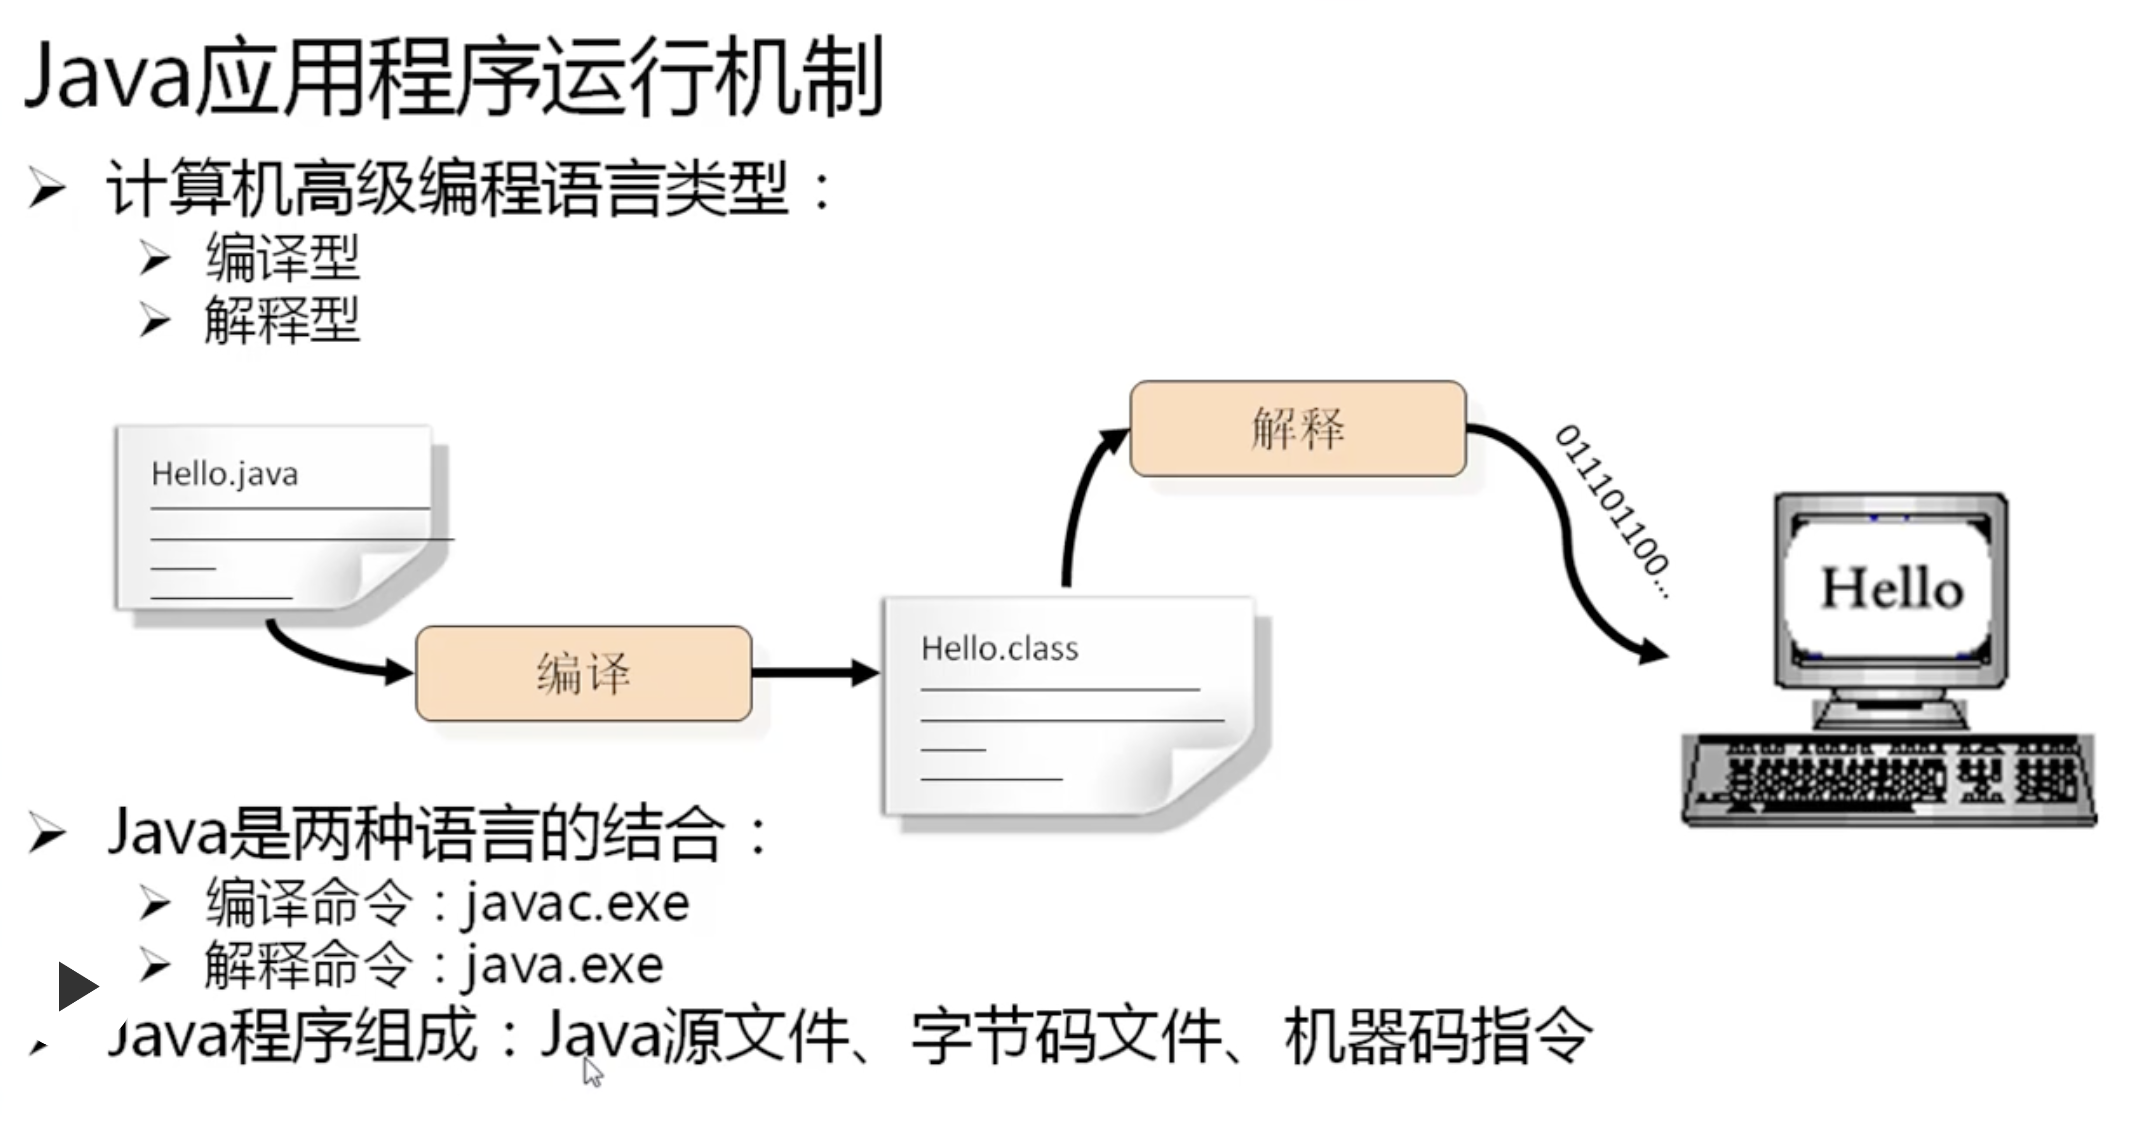 Java应用程序运行机制
计算机高级编程语言类型：
编译型
解释型
Hello.java
编译
Hello.class
解释
011101100...
Hello
Java是两种语言的结合：
编译命令：javac.exe
解释命令：java.exe
Java程序组成：Java源文件、字节码文件、机器码指令